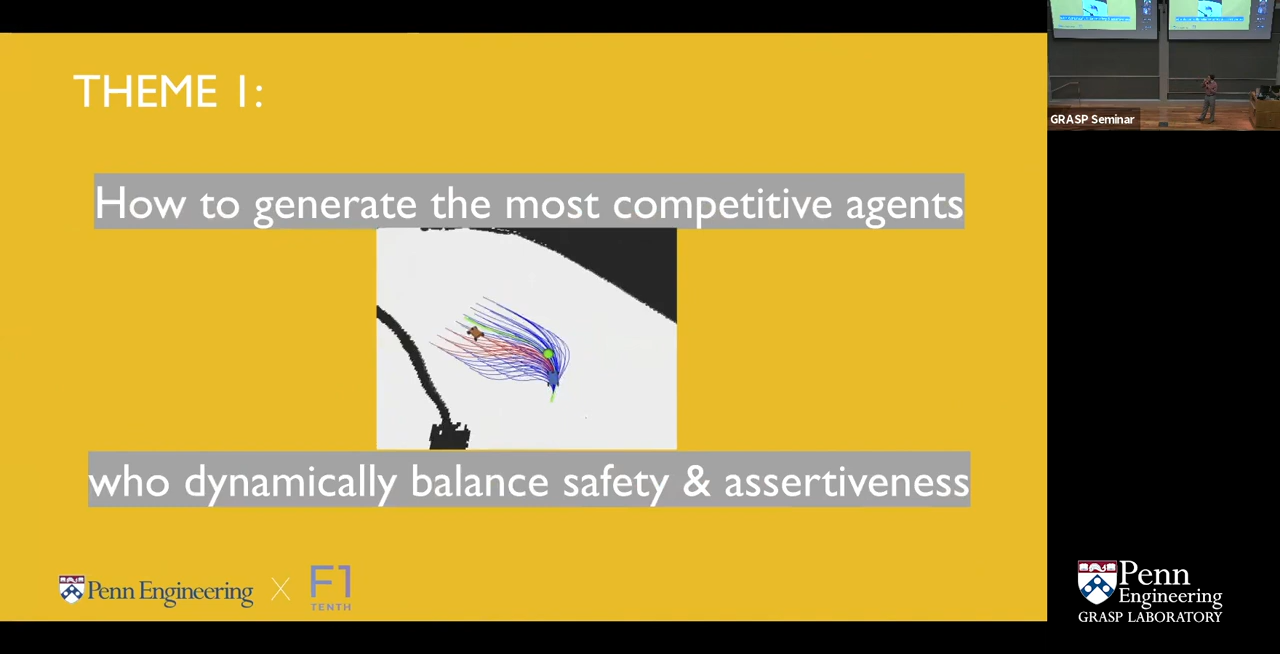 THEME 1:
How to generate the most competitive agents
who dynamically balance safety & assertiveness
Penn Engineering
X
F1
TENTH
GRASP Seminar
Penn
Engineering
GRASP LABORATORY